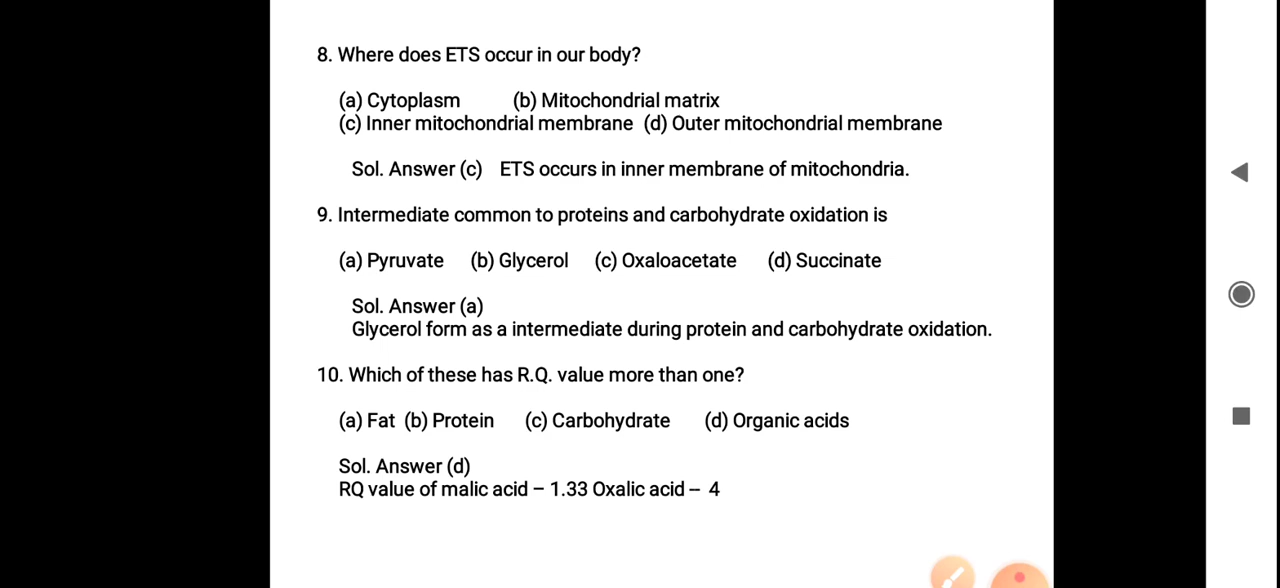 8. Where does ETS occur in our body?
(a) Cytoplasm (b) Mitochondrial matrix
(c) Inner mitochondrial membrane (d) Outer mitochondrial membrane
Sol. Answer (c) ETS occurs in inner membrane of mitochondria.
9. Intermediate common to proteins and carbohydrate oxidation is
(a) Pyruvate (b) Glycerol (c) Oxaloacetate (d) Succinate
Sol. Answer (a)
Glycerol form as a intermediate during protein and carbohydrate oxidation.
10. Which of these has R.Q. value more than one?
(a) Fat (b) Protein (c) Carbohydrate (d) Organic acids
Sol. Answer (d)
RQ value of malic acid – 1.33 Oxalic acid -- 4